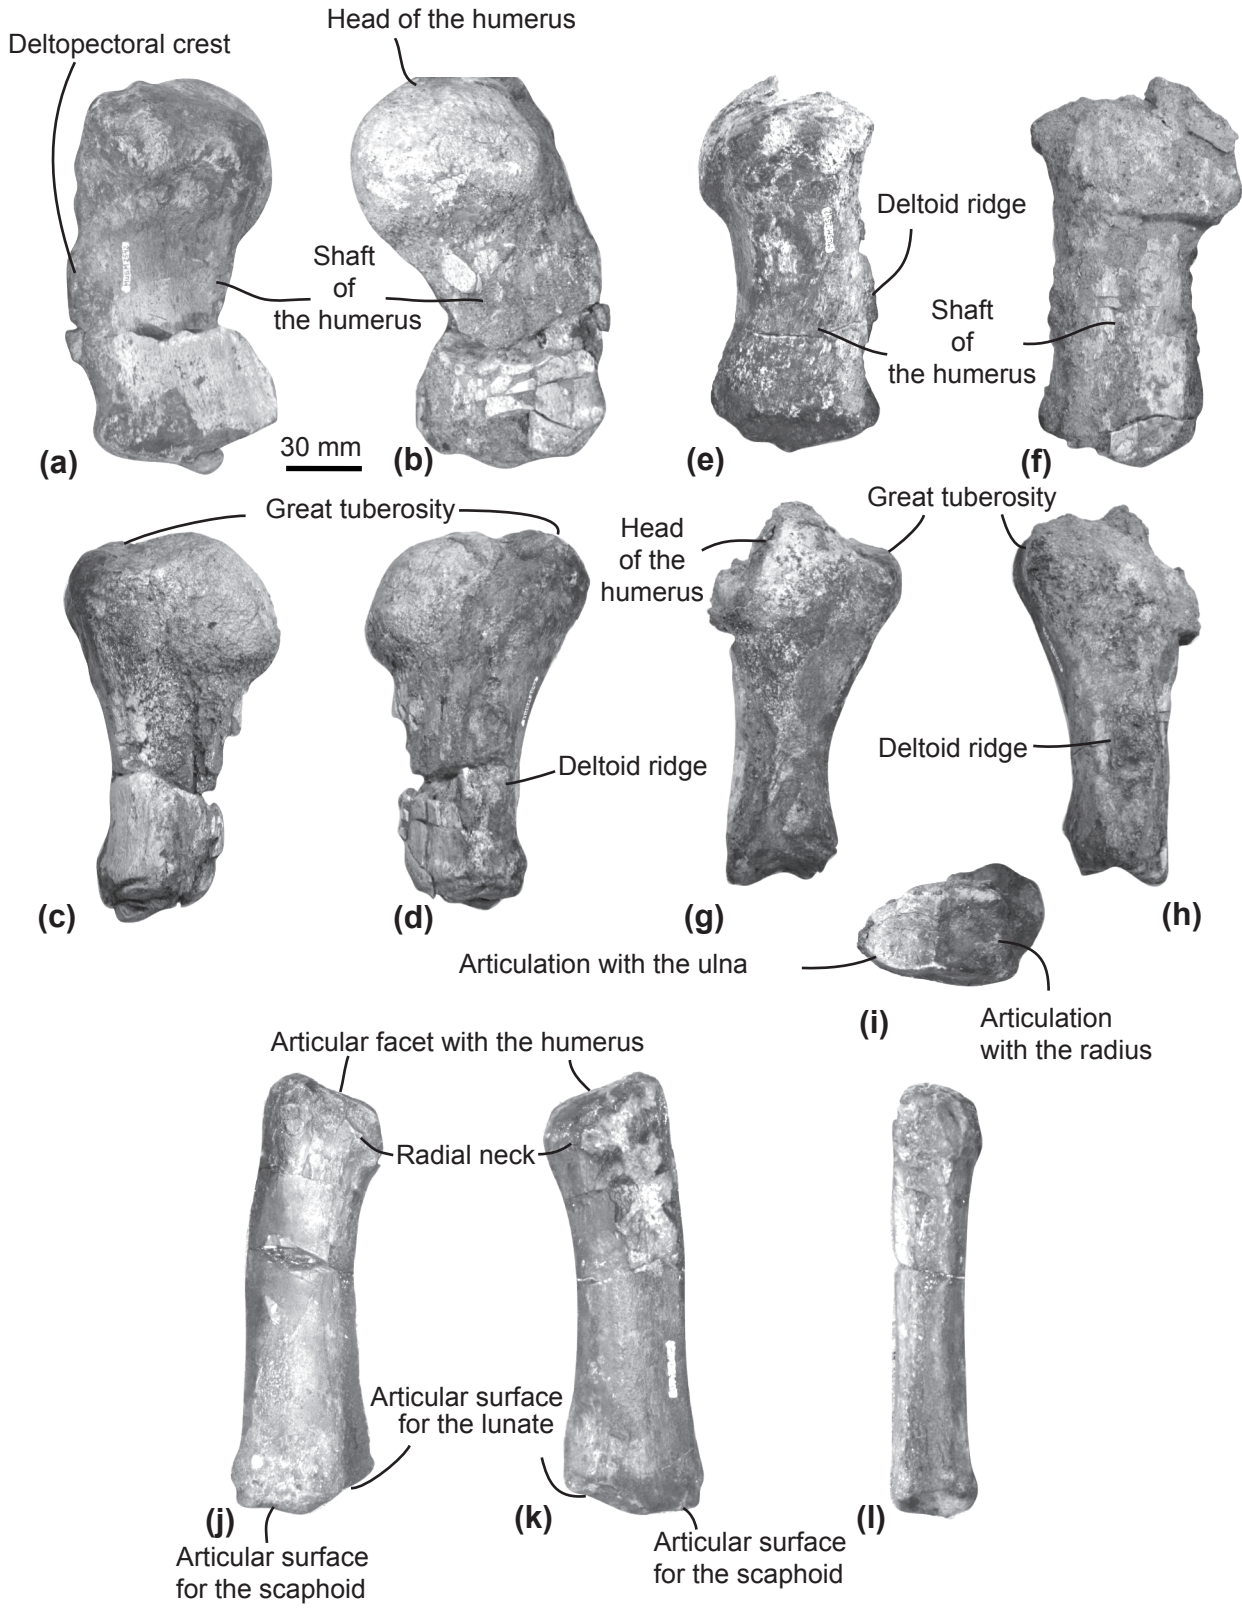 Head of the humerus
Deltopectoral crest
Deltoid ridge
Shaft
of
the humerus
Shaft
of
the humerus
30 mm
(a)
(b)
(e)
(f)
Great tuberosity
Great tuberosity
Head
of the
humerus
Deltoid ridge
Deltoid ridge
(c)
(d)
(g)
(h)
Articulation with the ulna
(i)
Articulation
with the radius
Articular facet with the humerus
Radial neck
Articular surface
for the lunate
(j)
(k)
(l)
Articular surface
for the scaphoid
Articular surface
for the scaphoid